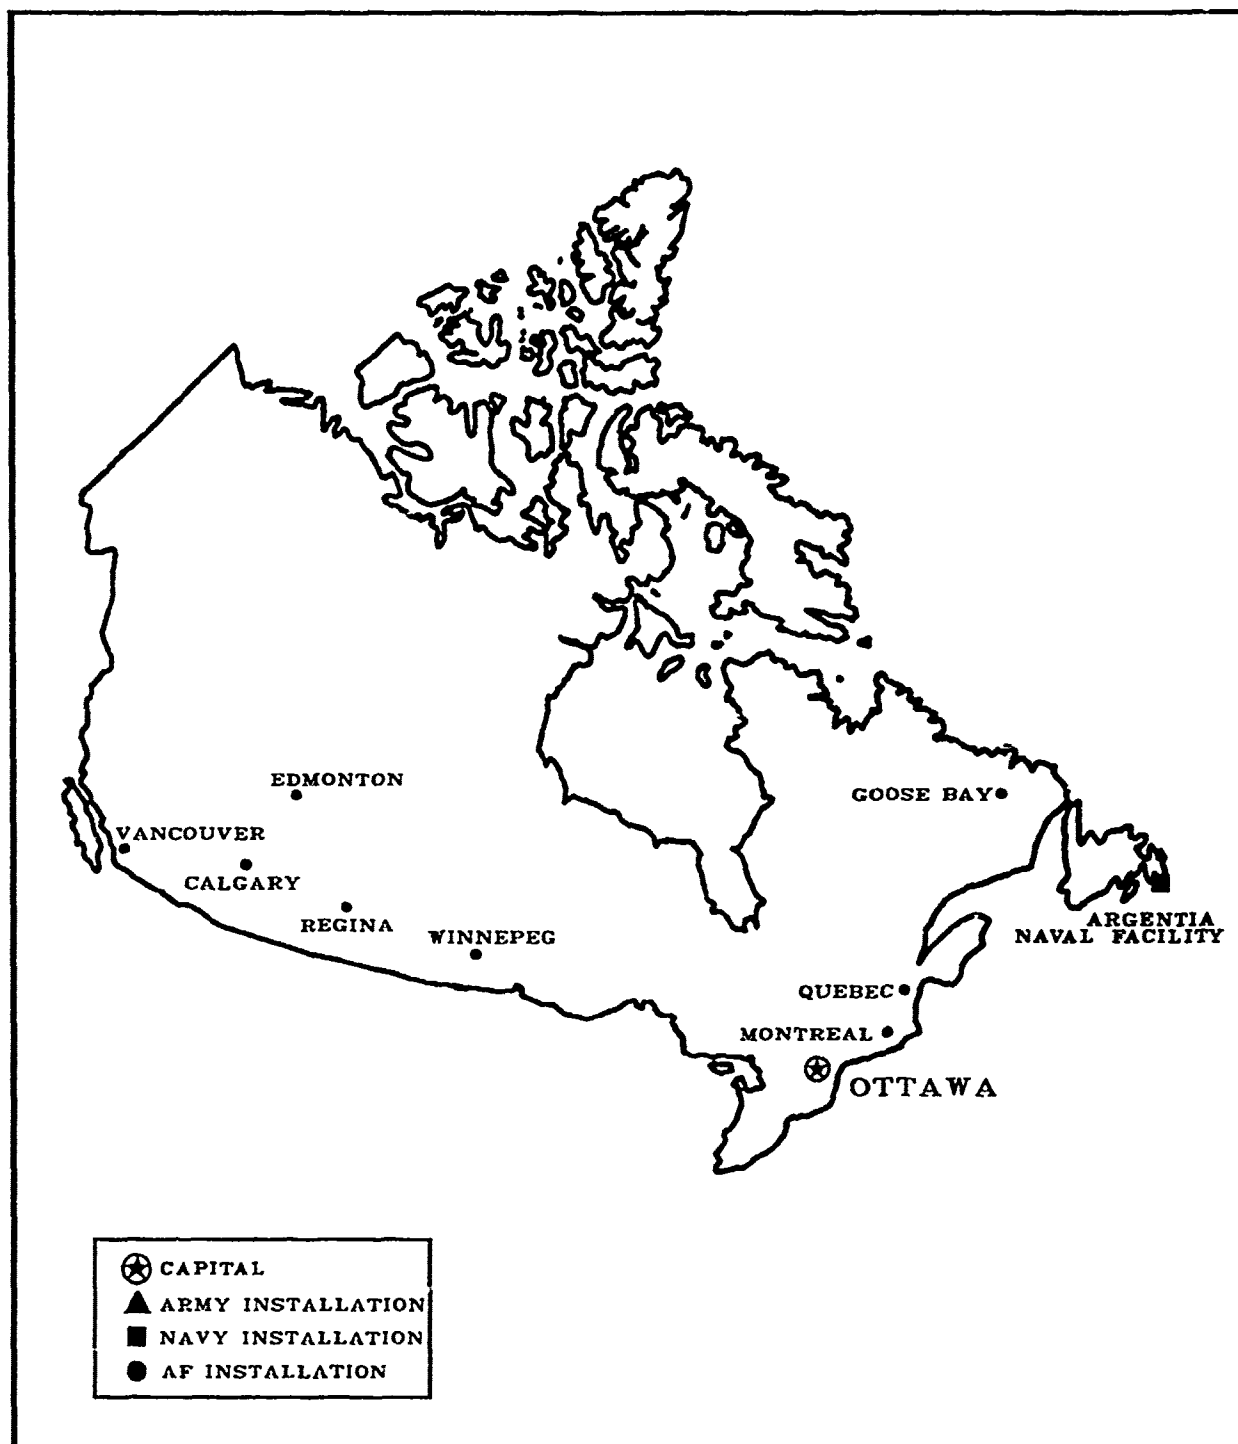 EDMONTON
GOOSE BAY
VANCOUVER
CALGARY
REGINA
WINNEPEG
ARGENTIA
NAVAL FACILITY
QUEBEC
MONTREAL
OTTAWA
CAPITAL
ARMY INSTALLATION
NAVY INSTALLATION
AF INSTALLATION